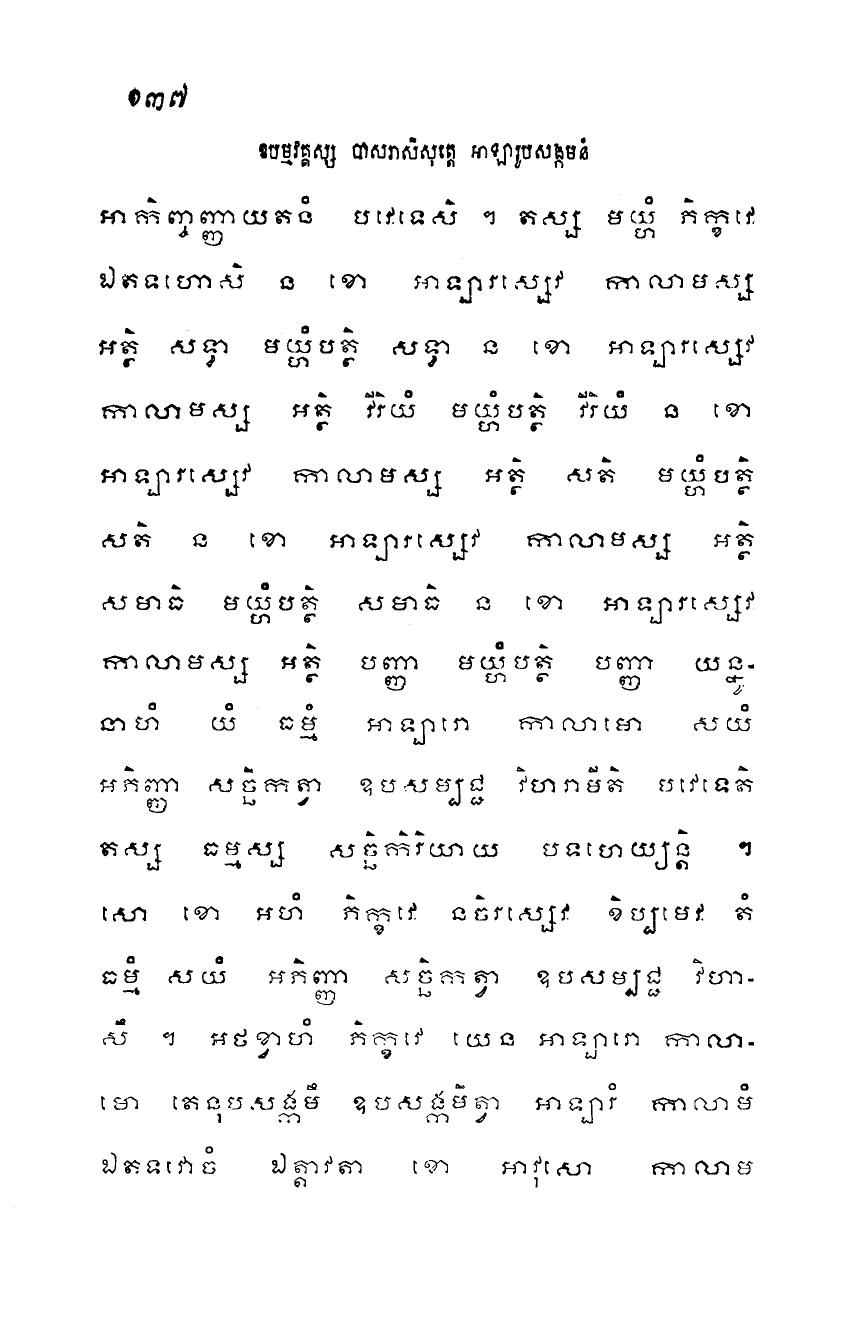 ១៣៧
ឧបម្មវគ្គស្ស បាសរាសិសុត្តេ អាឡារូបសង្កមនំ
អាកិញ្ចញ្ញាយតនំ បវេទេសិ ។ តស្ស មយ្ហំ ភិក្ខវេ
ឯតទហោសិ ន ខោ អាឡារស្សេវ កាលាមស្ស
អត្ថិ សទ្ធា មយ្ហំបត្ថិ សទ្ធា ន ខោ អាឡារស្សេវ
កាលាមស្ស អត្ថិ វីរិយំ មយ្ហំបត្ថិ វីរិយំ ន ខោ
អាឡារស្សេវ កាលាមស្ស អត្ថិ សតិ មយ្ហំបត្ថិ
សតិ ន ខោ អាឡារស្សេវ កាលាមស្ស អត្ថិ
សមាធិ មយ្ហំបត្ថិ សមាធិ ន ខោ អាឡារស្សេវ
កាលាមស្ស អត្ថិ បញ្ញា មយ្ហំបត្ថិ បញ្ញា យន្នូ-
នាហំ យំ ធម្មំ អាឡារោ កាលាមោ សយំ
អភិញ្ញា សច្ឆិកត្វា ឧបសម្បជ្ជ វិហរាមីតិ បវេទេតិ
តស្ស ធម្មស្ស សច្ឆិកិរិយាយ បទហេយ្យន្តិ ។
សោ ខោ អហំ ភិក្ខវេ នចិរស្សេវ ខិប្បមេវ តំ
ធម្មំ សយំ អភិញ្ញា សច្ឆិកត្វា ឧបសម្បជ្ជ វិហា-
សឹ ។ អថខ្វាហំ ភិក្ខវេ យេន អាឡារោ កាលា-
មោ តេនុបសង្កមឹ ឧបសង្កមិត្វា អាឡារំ កាលាមំ
ឯតទវោចំ ឯត្តាវតា ខោ អាវុសោ កាលាម